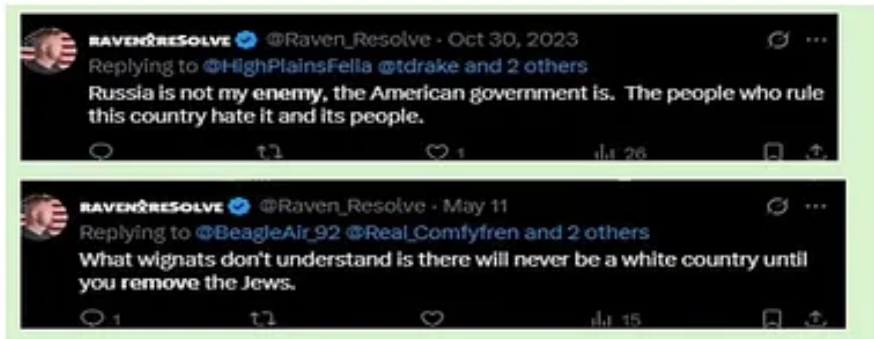 RAVEN🯅RESOLVE @Raven_Resolve · Oct 30, 2023
Replying to @HighPlainsFella @tdrake and 2 others
Russia is not my enemy, the American government is. The people who rule
this country hate it and its people.
1 26
RAVEN🯅RESOLVE @Raven_Resolve · May 11
Replying to @BeagleAir_92 @Real_Comfyfren and 2 others
What wignats don't understand is there will never be a white country until
you remove the Jews.
1 15